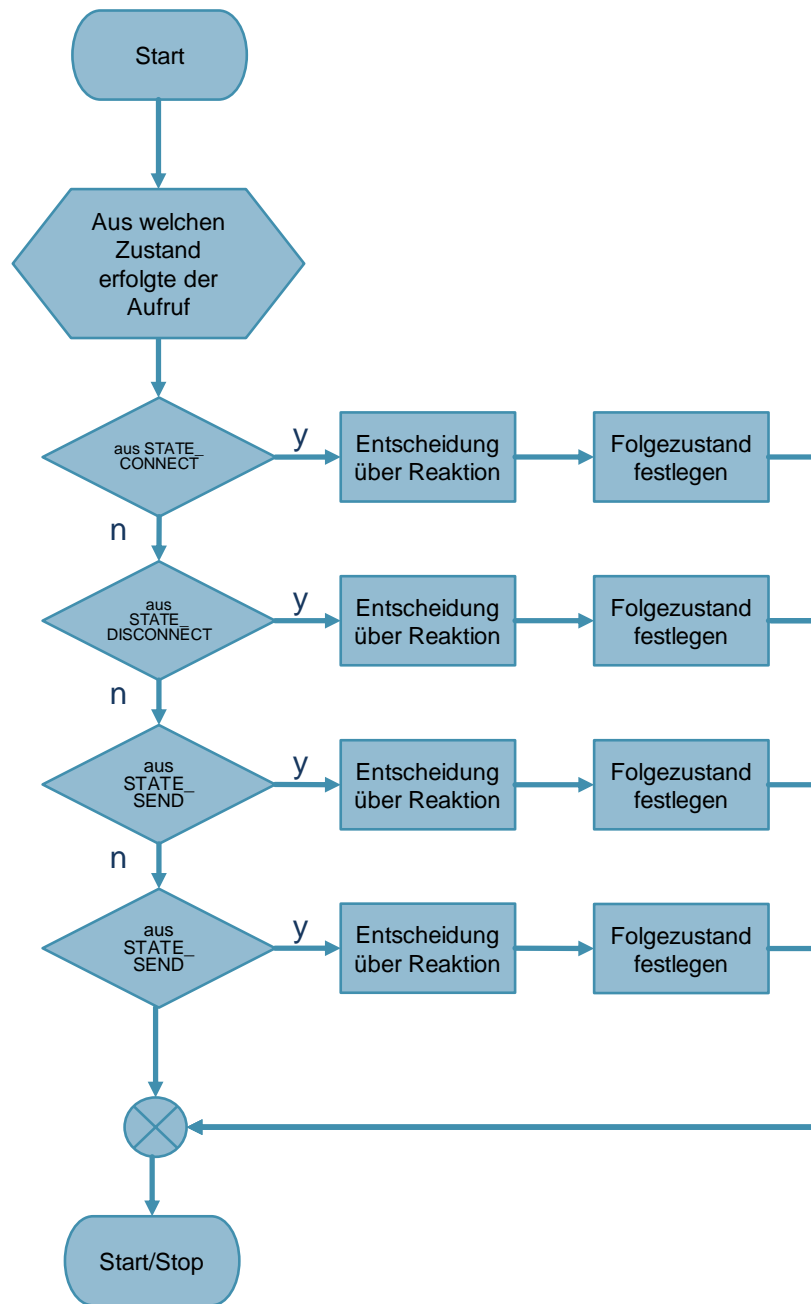 Start
Aus welchen
Zustand
erfolgte der
Aufruf
aus STATE_
CONNECT
y
Entscheidung
über Reaktion
Folgezustand
festlegen
n
aus
STATE_
DISCONNECT
y
Entscheidung
über Reaktion
Folgezustand
festlegen
n
aus
STATE_
SEND
y
Entscheidung
über Reaktion
Folgezustand
festlegen
n
aus
STATE_
SEND
y
Entscheidung
über Reaktion
Folgezustand
festlegen
Start/Stop